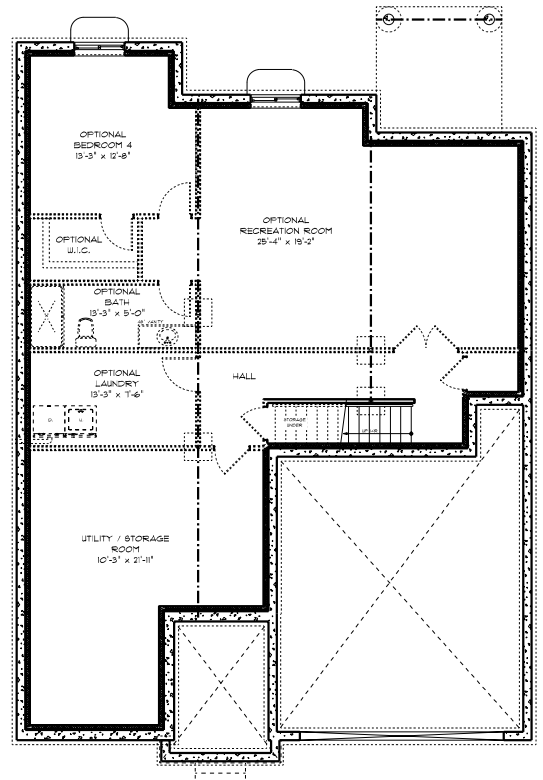 OPTIONAL
BEDROOM 4
13'-3" x 12'-8"
OPTIONAL
RECREATION ROOM
25'-4" x 19'-2"
OPTIONAL
W.I.C.
OPTIONAL
BATH
13'-3" x 5'-0"
OPTIONAL
LAUNDRY
13'-3" x 7'-6"
HALL
STORAGE
UNDER
UTILITY / STORAGE
ROOM
10'-3" x 21'-11"